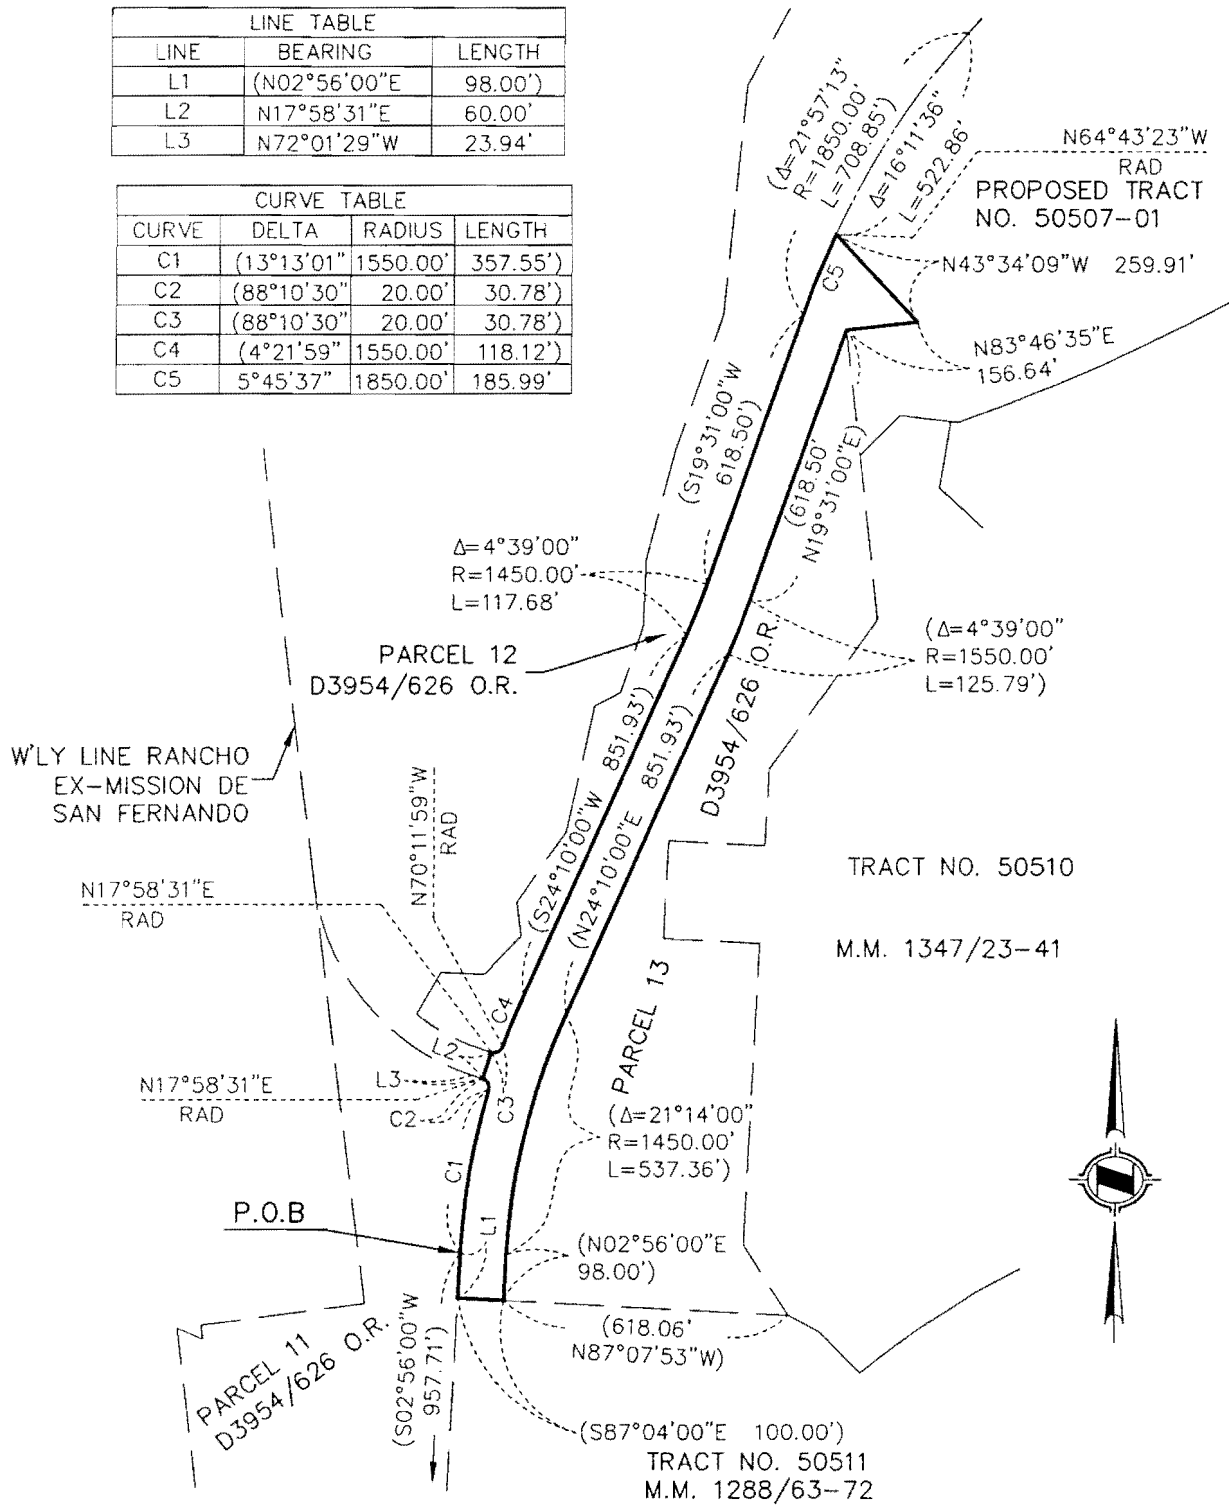 LINE TABLE
LINE BEARING LENGTH
L1 (N02°56'00"E 98.00')
L2 N17°58'31"E 60.00'
L3 N72°01'29"W 23.94'
CURVE TABLE
CURVE DELTA RADIUS LENGTH
C1 (13°13'01" 1550.00' 357.55')
C2 (88°10'30" 20.00' 30.78')
C3 (88°10'30" 20.00' 30.78')
C4 (4°21'59" 1550.00' 118.12')
C5 5°45'37" 1850.00' 185.99'
(Δ=21°57'13"
R=1850.00'
L=708.85')
Δ=16°11'36"
L=522.86'
N64°43'23"W
RAD
PROPOSED TRACT
NO. 50507-01
C5
N43°34'09"W 259.91'
N83°46'35"E
156.64'
(S19°31'00"W
618.50')
(618.50'
N19°31'00"E)
Δ=4°39'00"
R=1450.00'
L=117.68'
PARCEL 12
D3954/626 O.R.
(Δ=4°39'00"
R=1550.00'
L=125.79')
W'LY LINE RANCHO
EX-MISSION DE
SAN FERNANDO
(S24°10'00"W 851.93')
(N24°10'00"E 851.93')
D3954/626 O.R.
PARCEL 13
N70°11'59"W
RAD
TRACT NO. 50510
M.M. 1347/23-41
N17°58'31"E
RAD
C4
L2
L3
N17°58'31"E
RAD
C2
C3
(Δ=21°14'00"
R=1450.00'
L=537.36')
C1
P.O.B
L1
(N02°56'00"E
98.00')
(618.06'
N87°07'53"W)
PARCEL 11
D3954/626 O.R.
(S02°56'00"W
957.71')
(S87°04'00"E 100.00')
TRACT NO. 50511
M.M. 1288/63-72